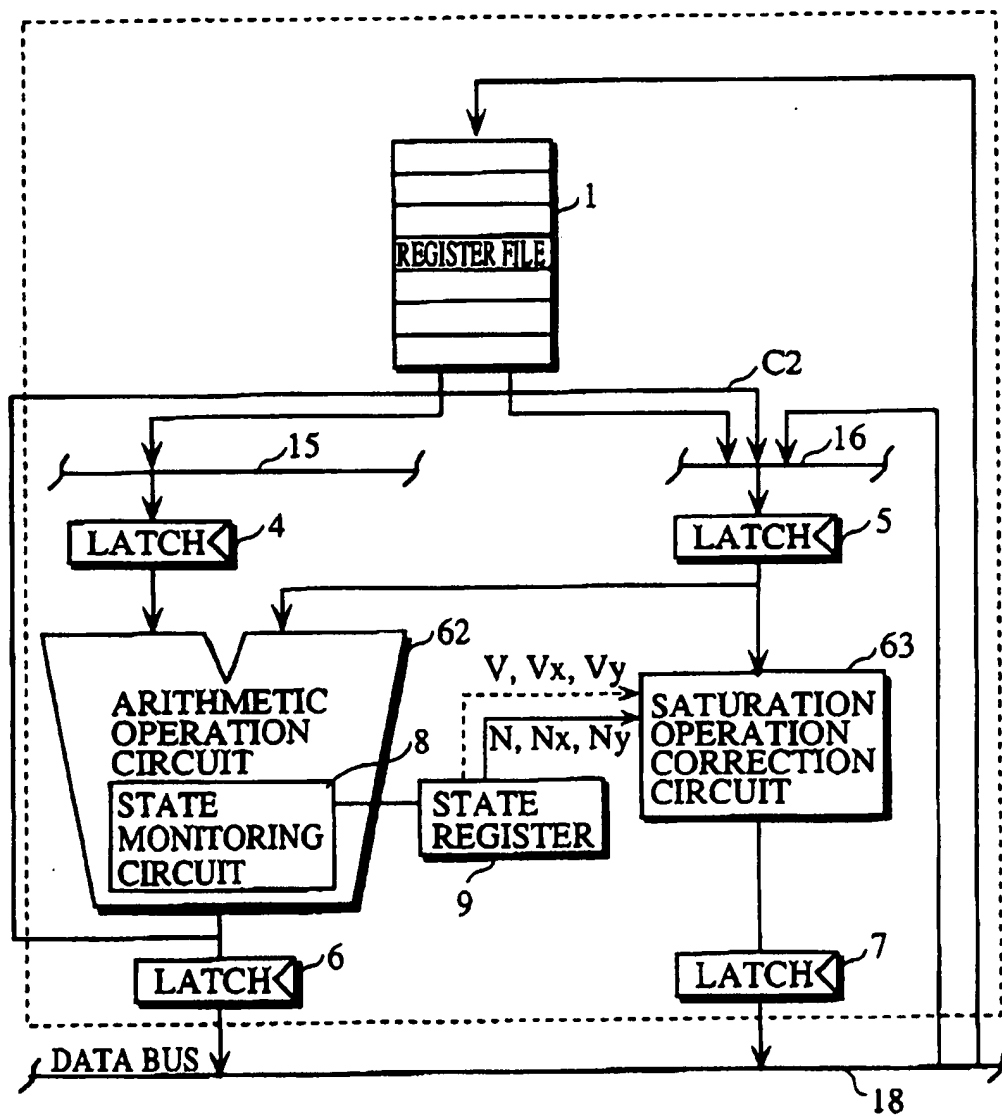 1
REGISTER FILE
C2
15
16
4
LATCH
5
LATCH
62
63
V, Vx, Vy
N, Nx, Ny
ARITHMETIC
OPERATION
CIRCUIT
8
STATE
MONITORING
CIRCUIT
STATE
REGISTER
9
SATURATION
OPERATION
CORRECTION
CIRCUIT
6
LATCH
7
LATCH
DATA BUS
18